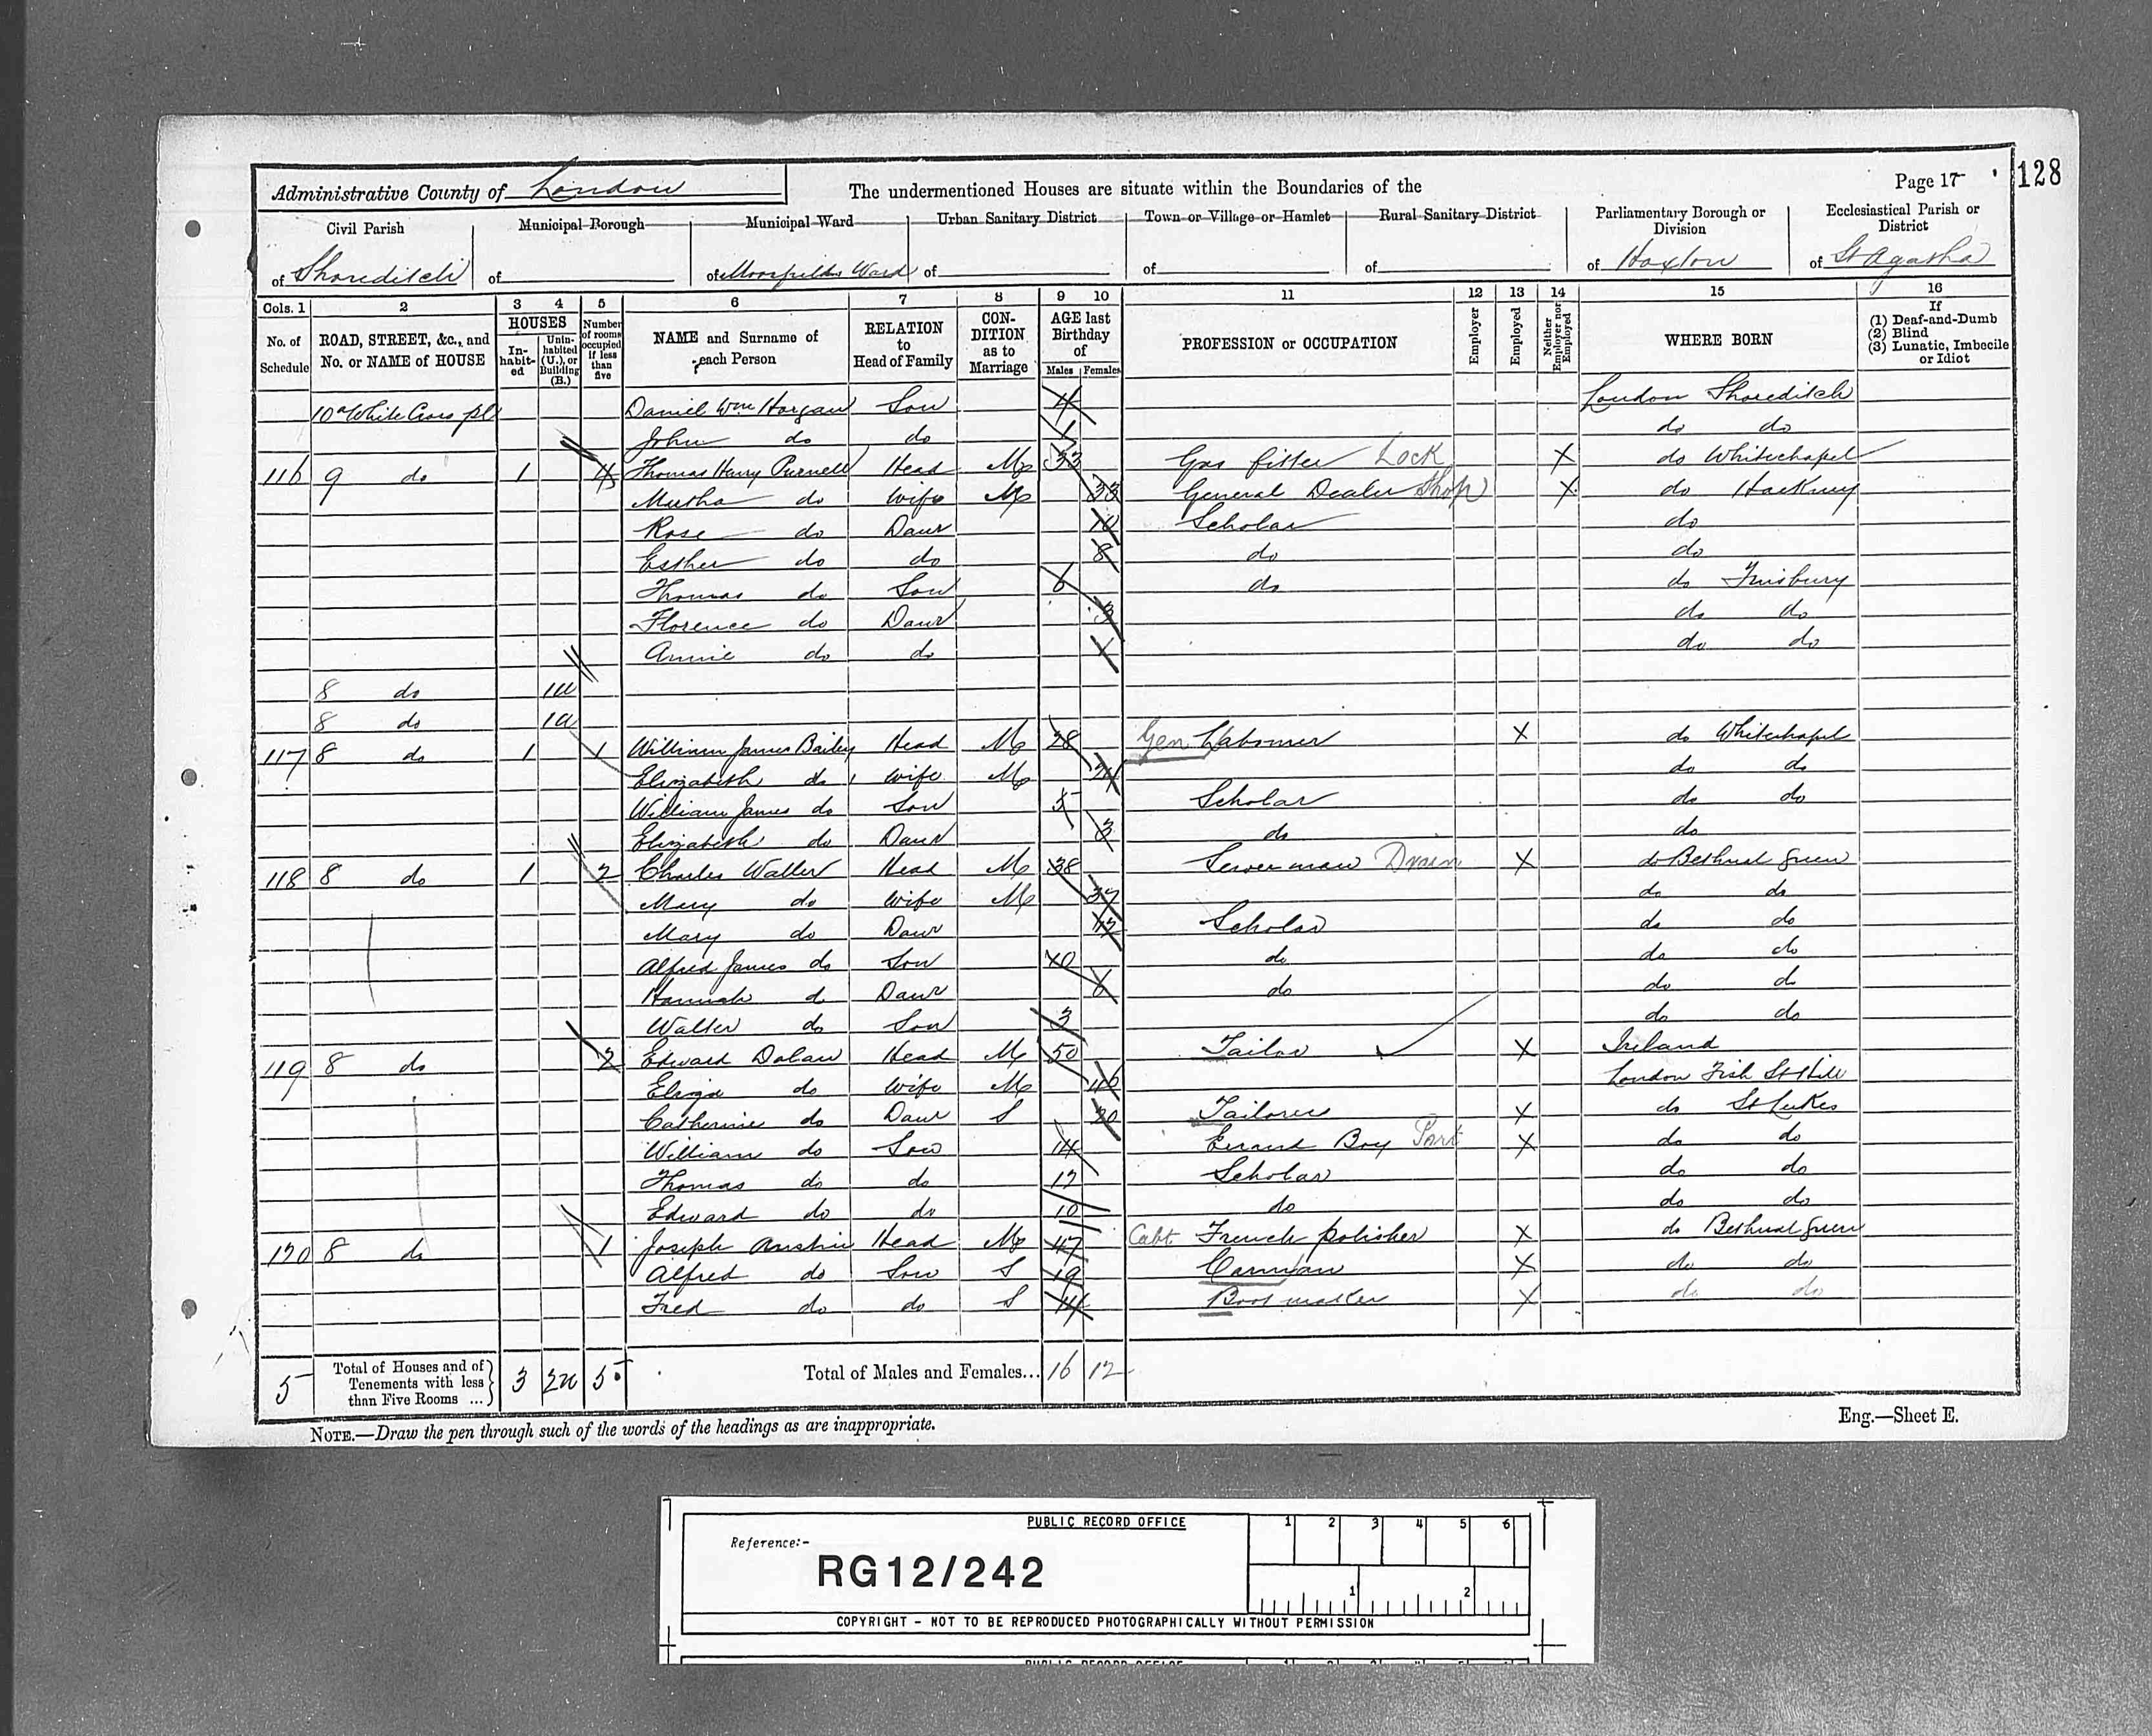 128
Administrative County of London
The undermentioned Houses are situate within the Boundaries of the
Page 17
Civil Parish
Municipal Borough
Municipal Ward
Urban Sanitary District
Town or Village or Hamlet
Rural Sanitary District
Parliamentary Borough or Division
Ecclesiastical Parish or District
of Shoreditch
of
of Moorfields Ward
of
of
of
of Hoxton
of St Agatha
Cols. 1 2 3 4 5 6 7 8 9 10 11 12 13 14 15 16
No. of Schedule
ROAD, STREET, &c., and No. or NAME of HOUSE
HOUSES
Inhabited
Uninhabited (U.), or Building (B.)
Number of rooms occupied if less than five
NAME and Surname of each Person
RELATION to Head of Family
CONDITION as to Marriage
AGE last Birthday of
Males Females
PROFESSION or OCCUPATION
Employer
Employed
Neither Employer nor Employed
WHERE BORN
If
(1) Deaf-and-Dumb
(2) Blind
(3) Lunatic, Imbecile or Idiot
10a White Cross pl Daniel Wm Horgan Son 4 London Shoreditch
John do do 1 do do
116 9 do 1 4 Thomas Henry Purnell Head M 33 Gas fitter Lock X do Whitechapel
Martha do Wife M 33 General Dealer Shop X do Hackney
Rose do Daur 10 Scholar do
Esther do do 8 do do
Thomas do Son 6 do do Finsbury
Florence do Daur 3 do do
Annie do do 1 do do
8 do 1U
8 do 1U
117 8 do 1 1 William James Bailey Head M 28 Gen Labourer X do Whitechapel
Elizabeth do Wife M do do
William James do Son 5 Scholar do do
Elizabeth do Daur 3 do do
118 8 do 1 2 Charles Waller Head M 38 Sewer man Drain X do Bethnal Green
Mary do Wife M 37 do do
Mary do Daur 12 Scholar do do
Alfred James do Son 10 do do do
Hannah d Daur 6 do do do
Walter do Son 3 do do
119 8 do 2 Edward Dolan Head M 50 Tailor X Ireland
Eliza do Wife M 46 London Fish St Hill
Catherine do Daur S 20 Tailoress X do St Lukes
William do Son 14 Errand Boy Port X do do
Thomas do do 12 Scholar do do
Edward do do 10 do do do
120 8 do 1 Joseph Austin Head M 47 Cabt French polisher X do Bethnal Green
Alfred do Son S 19 Carman X do do
Fred do do S Boot maker X do do
5 Total of Houses and of Tenements with less than Five Rooms ... 3 2U 5
Total of Males and Females... 16 12
NOTE.—Draw the pen through such of the words of the headings as are inappropriate.
Eng.—Sheet E.
PUBLIC RECORD OFFICE
1 2 3 4 5 6
Reference:-
RG12/242
1 2
COPYRIGHT - NOT TO BE REPRODUCED PHOTOGRAPHICALLY WITHOUT PERMISSION
PUBLIC RECORD OFFICE